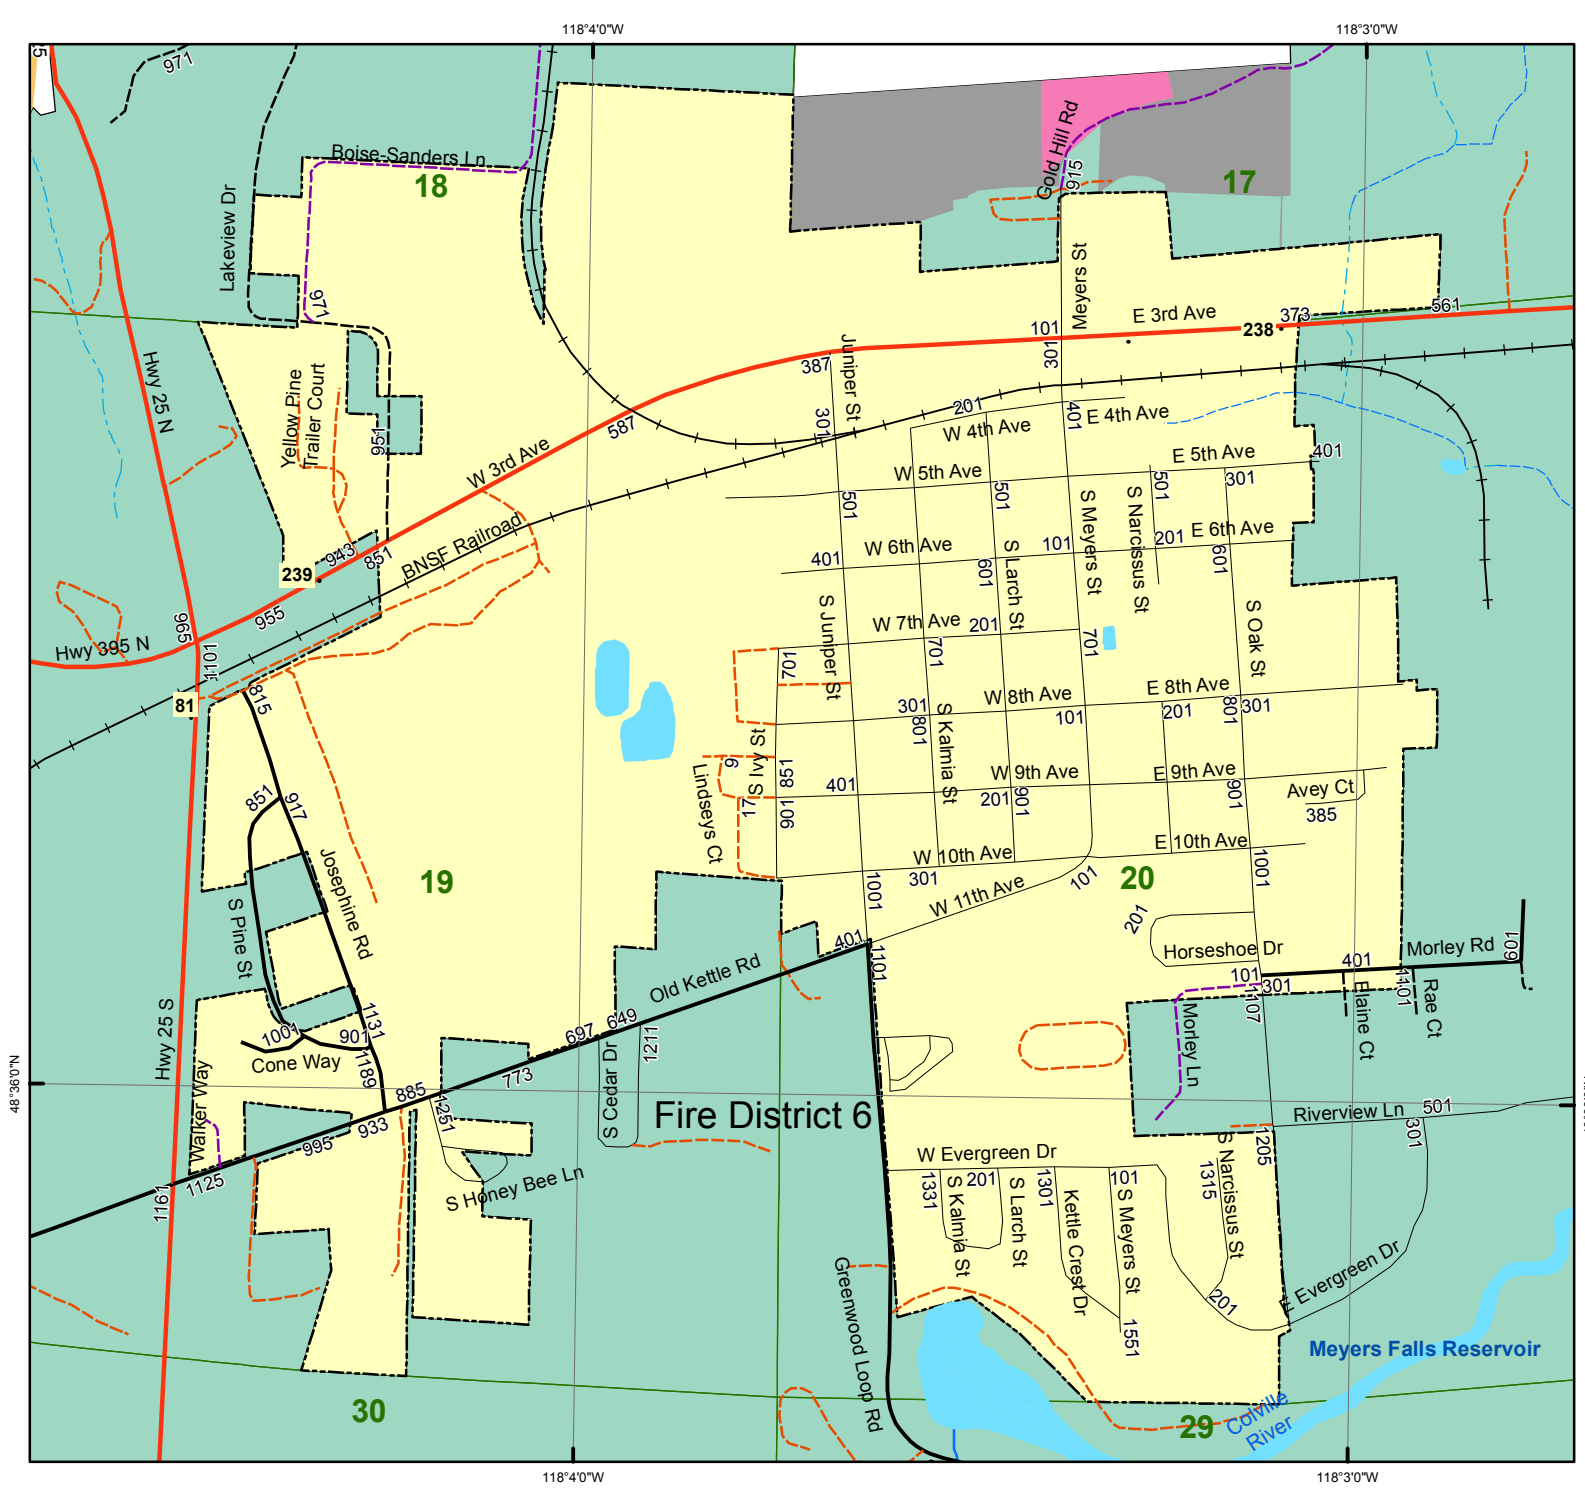 118°4'0"W
118°3'0"W
971
Boise-Sanders Ln
18
Gold Hill Rd
915
17
Lakeview Dr
971
Meyers St
E 3rd Ave
238
373
561
101
301
Hwy 25 N
Juniper St
387
Yellow Pine
Trailer Court
951
301
587
201
W 4th Ave
401
E 4th Ave
W 3rd Ave
W 5th Ave
E 5th Ave
401
501
501
501
301
S Meyers St
S Narcissus St
BNSF Railroad
943
851
239
401
W 6th Ave
101
201
E 6th Ave
601
S Larch St
601
955
965
Hwy 395 N
1101
S Juniper St
W 7th Ave
201
701
701
701
S Oak St
81
815
301
W 8th Ave
101
E 8th Ave
201
801
301
801
S Kalmia St
Lindseys Ct
9
S Ivy St
851
17
901
401
W 9th Ave
201
901
E 9th Ave
901
Avey Ct
385
851
917
Josephine Rd
19
W 10th Ave
301
E 10th Ave
1001
1001
101
20
W 11th Ave
201
S Pine St
401
Old Kettle Rd
1101
Horseshoe Dr
101
301
401
Morley Rd
109
1107
1101
Elaine Ct
Rae Ct
Hwy 25 S
1001
901
1131
Cone Way
1189
697
649
1211
Morley Ln
48°36'0"N
Walker Way
885
773
S Cedar Dr
Fire District 6
1251
933
995
1125
1161
S Honey Bee Ln
Riverview Ln
501
301
1205
W Evergreen Dr
1331
S Kalmia St
201
S Larch St
1301
Kettle Crest Dr
101
S Meyers St
1315
S Narcissus St
201
E Evergreen Dr
1551
Greenwood Loop Rd
Meyers Falls Reservoir
30
29
Colville
River
118°4'0"W
118°3'0"W